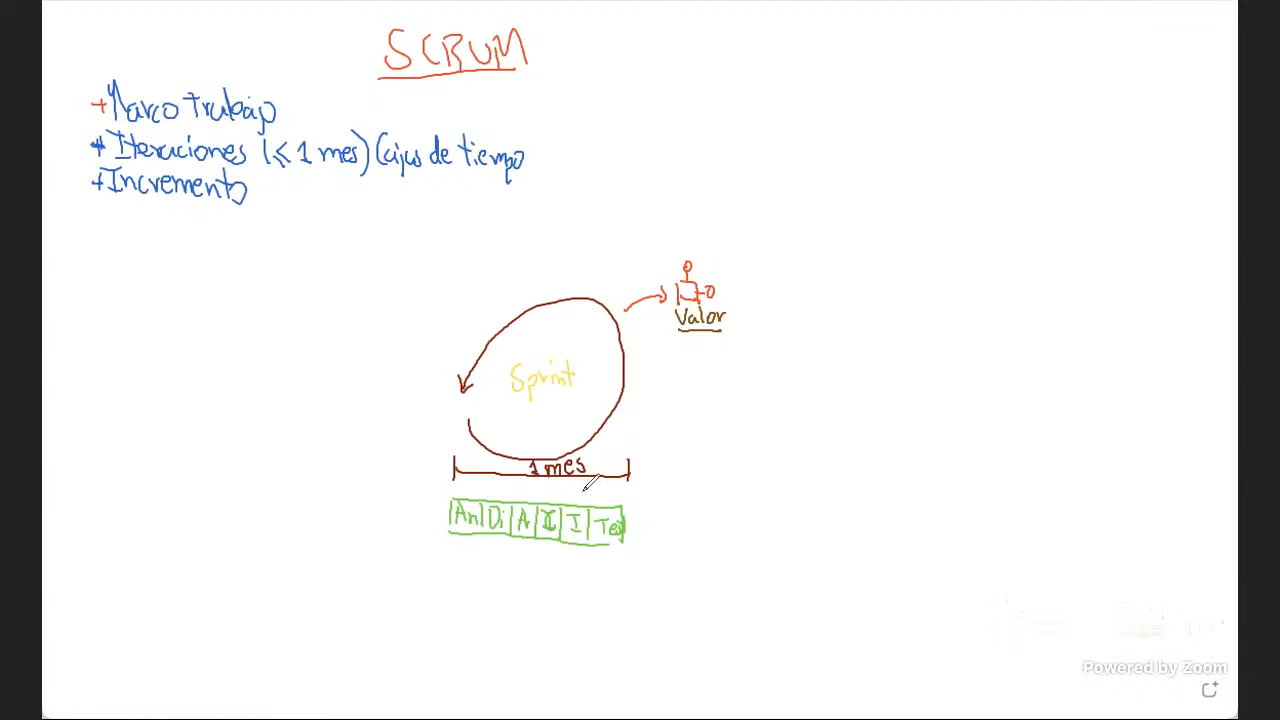 SCRUM
+Marco trabajo
+Iteraciones (≤ 1 mes) Cajas de tiempo
+Incremento
Valor
Sprint
1 mes
An Di A I Tes
Powered by Zoom